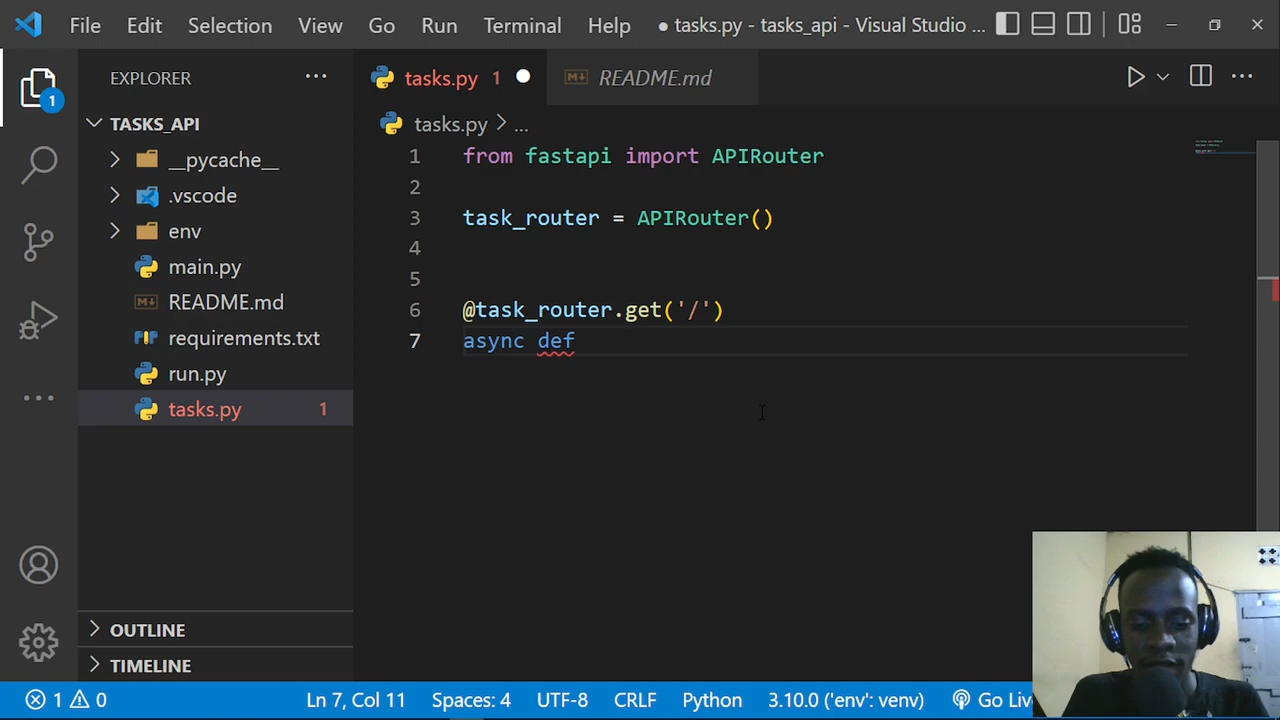 File Edit Selection View Go Run Terminal Help ● tasks.py - tasks_api - Visual Studio ...
EXPLORER ...
tasks.py 1 README.md
1
TASKS_API
tasks.py > ...
__pycache__
.vscode
env
main.py
README.md
requirements.txt
run.py
tasks.py 1
1 from fastapi import APIRouter
2
3 task_router = APIRouter()
4
5
6 @task_router.get('/')
7 async def
OUTLINE
TIMELINE
1 0 Ln 7, Col 11 Spaces: 4 UTF-8 CRLF Python 3.10.0 ('env': venv) Go Liv